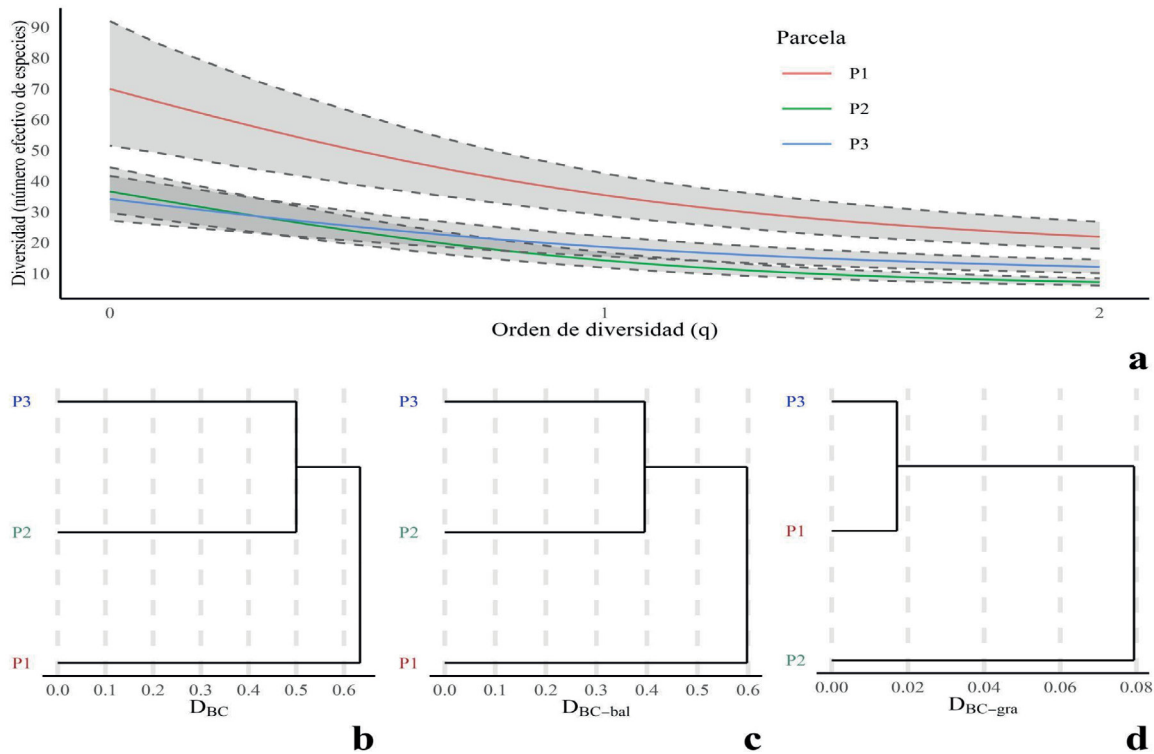 Diversidad (número efectivo de especies)
90
80
70
60
50
40
30
20
10
Parcela
P1
P2
P3
0
1
2
Orden de diversidad (q)
a
P3
P2
P1
0.0 0.1 0.2 0.3 0.4 0.5 0.6
DBC
b
P3
P2
P1
0.0 0.1 0.2 0.3 0.4 0.5 0.6
DBC−bal
c
P3
P1
P2
0.00 0.02 0.04 0.06 0.08
DBC−gra
d